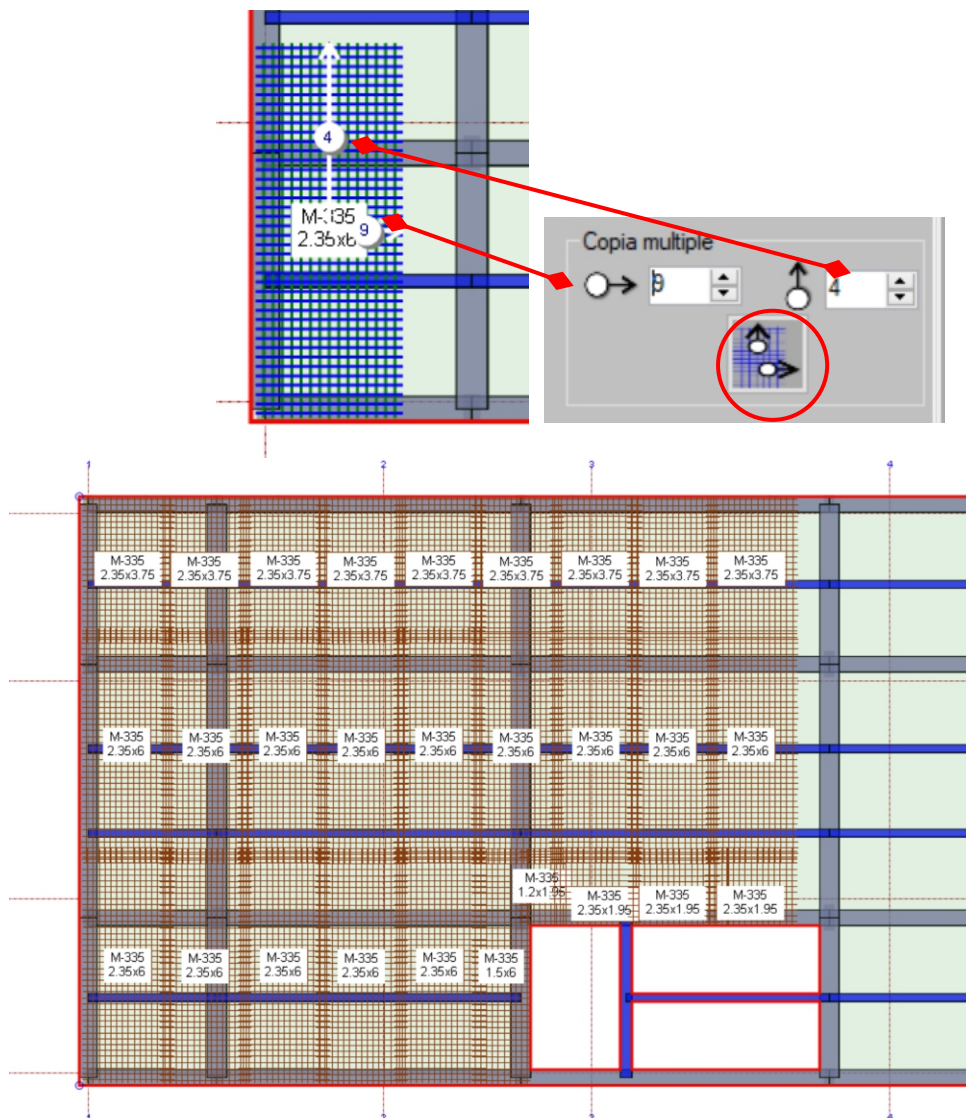 4
M-335
2.35x6
9
Copia multiple
9
4
1 2 3 4
M-335 M-335 M-335 M-335 M-335 M-335 M-335 M-335 M-335
2.35x3.75 2.35x3.75 2.35x3.75 2.35x3.75 2.35x3.75 2.35x3.75 2.35x3.75 2.35x3.75 2.35x3.75
M-335 M-335 M-335 M-335 M-335 M-335 M-335 M-335 M-335
2.35x6 2.35x6 2.35x6 2.35x6 2.35x6 2.35x6 2.35x6 2.35x6 2.35x6
M-335
1.2x1.95
M-335 M-335 M-335
2.35x1.95 2.35x1.95 2.35x1.95
M-335 M-335 M-335 M-335 M-335 M-335
2.35x6 2.35x6 2.35x6 2.35x6 2.35x6 1.5x6